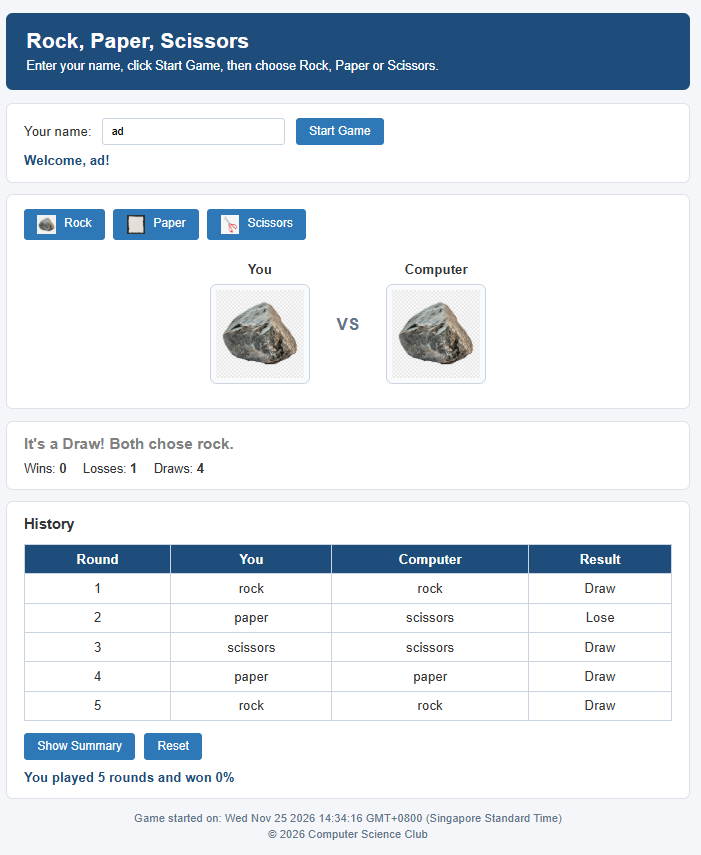 Rock, Paper, Scissors
Enter your name, click Start Game, then choose Rock, Paper or Scissors.
Your name: ad Start Game
Welcome, ad!
Rock Paper Scissors
You Computer
VS
It's a Draw! Both chose rock.
Wins: 0 Losses: 1 Draws: 4
History
Round You Computer Result
1 rock rock Draw
2 paper scissors Lose
3 scissors scissors Draw
4 paper paper Draw
5 rock rock Draw
Show Summary Reset
You played 5 rounds and won 0%
Game started on: Wed Nov 25 2026 14:34:16 GMT+0800 (Singapore Standard Time)
© 2026 Computer Science Club